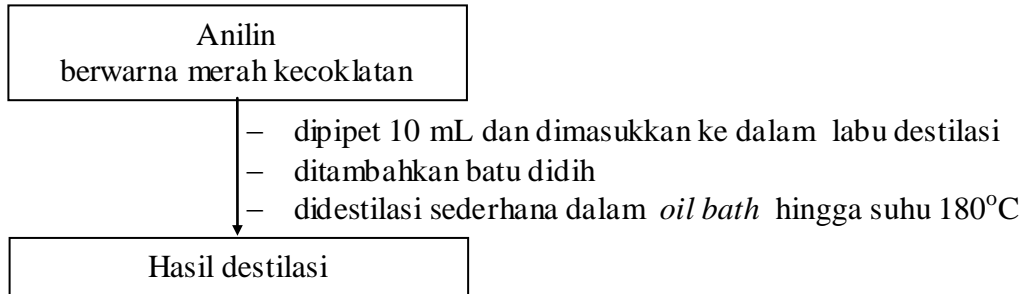 Anilin
berwarna merah kecoklatan
– dipipet 10 mL dan dimasukkan ke dalam labu destilasi
– ditambahkan batu didih
– didestilasi sederhana dalam oil bath hingga suhu 180°C
Hasil destilasi